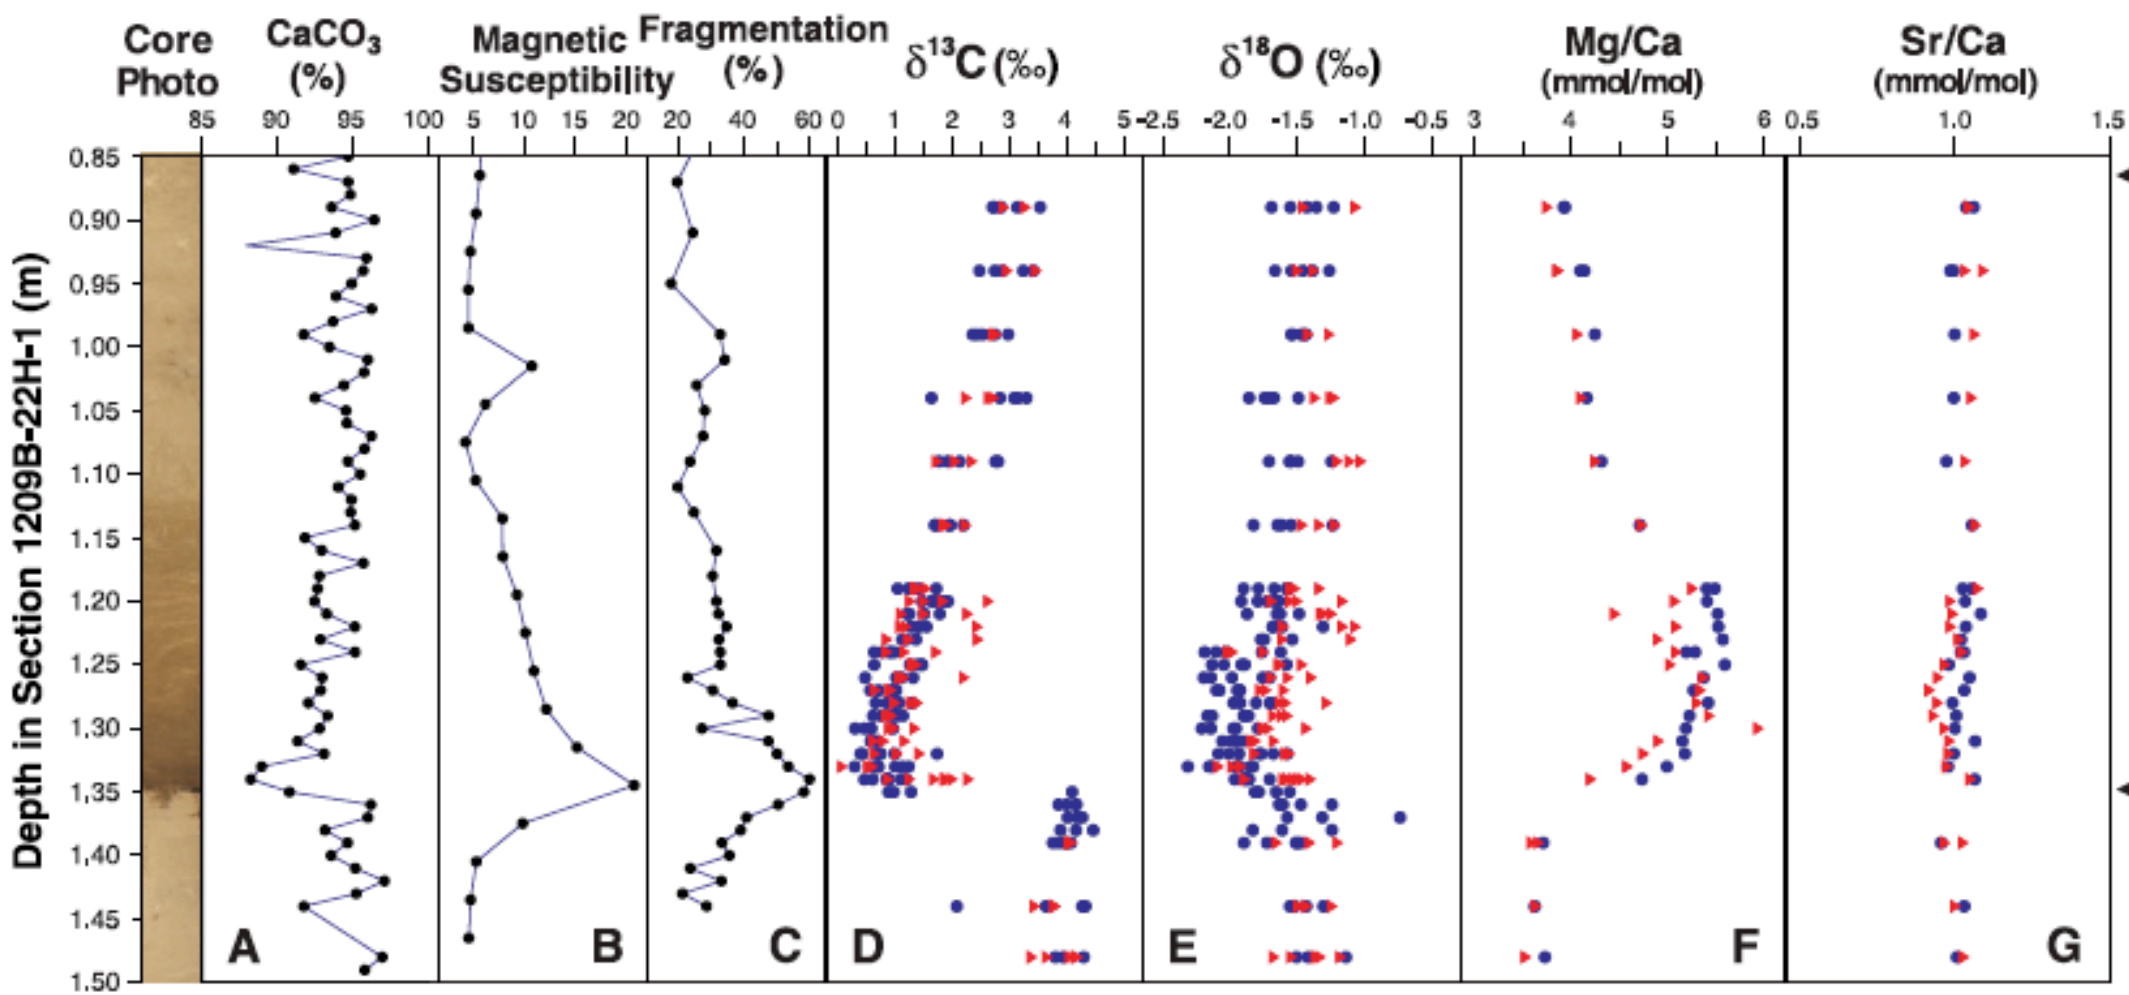 Core Photo
CaCO3 (%)
Magnetic Susceptibility
Fragmentation (%)
δ13C (‰)
δ18O (‰)
Mg/Ca (mmol/mol)
Sr/Ca (mmol/mol)
85 90 95 100
5 10 15 20
20 40 60
0 1 2 3 4 5
-2.5 -2.0 -1.5 -1.0 -0.5
3 4 5 6
0.5 1.0 1.5
Depth in Section 1209B-22H-1 (m)
0.85
0.90
0.95
1.00
1.05
1.10
1.15
1.20
1.25
1.30
1.35
1.40
1.45
1.50
A B C D E F G